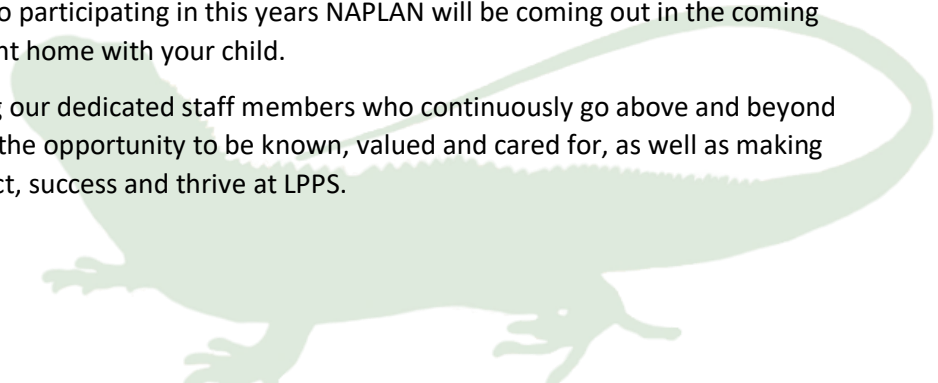 participating in this years NAPLAN will be coming out in the coming
home with your child.
our dedicated staff members who continuously go above and beyond
the opportunity to be known, valued and cared for, as well as making
success and thrive at LPPS.